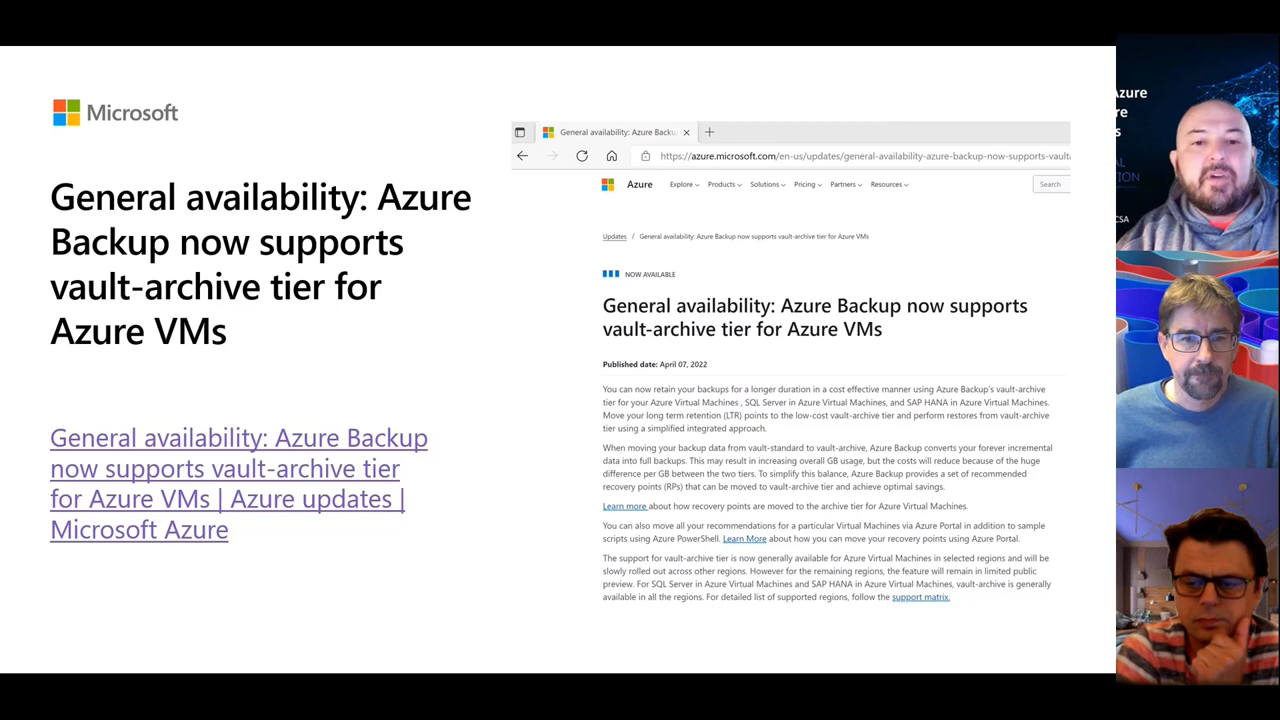 Microsoft
General availability: Azure
Backup now supports
vault-archive tier for
Azure VMs
General availability: Azure Backup
now supports vault-archive tier
for Azure VMs | Azure updates |
Microsoft Azure
General availability: Azure Backu
https://azure.microsoft.com/en-us/updates/general-availability-azure-backup-now-supports-vault
Azure Explore Products Solutions Pricing Partners Resources Search
Updates / General availability: Azure Backup now supports vault-archive tier for Azure VMs
NOW AVAILABLE
General availability: Azure Backup now supports
vault-archive tier for Azure VMs
Published date: April 07, 2022
You can now retain your backups for a longer duration in a cost effective manner using Azure Backup's vault-archive
tier for your Azure Virtual Machines , SQL Server in Azure Virtual Machines, and SAP HANA in Azure Virtual Machines.
Move your long term retention (LTR) points to the low-cost vault-archive tier and perform restores from vault-archive
tier using a simplified integrated approach.
When moving your backup data from vault-standard to vault-archive, Azure Backup converts your forever incremental
data into full backups. This may result in increasing overall GB usage, but the costs will reduce because of the huge
difference per GB between the two tiers. To simplify this balance, Azure Backup provides a set of recommended
recovery points (RPs) that can be moved to vault-archive tier and achieve optimal savings.
Learn more about how recovery points are moved to the archive tier for Azure Virtual Machines.
You can also move all your recommendations for a particular Virtual Machines via Azure Portal in addition to sample
scripts using Azure PowerShell. Learn More about how you can move your recovery points using Azure Portal.
The support for vault-archive tier is now generally available for Azure Virtual Machines in selected regions and will be
slowly rolled out across other regions. However for the remaining regions, the feature will remain in limited public
preview. For SQL Server in Azure Virtual Machines and SAP HANA in Azure Virtual Machines, vault-archive is generally
available in all the regions. For detailed list of supported regions, follow the support matrix.
Azure
CSA